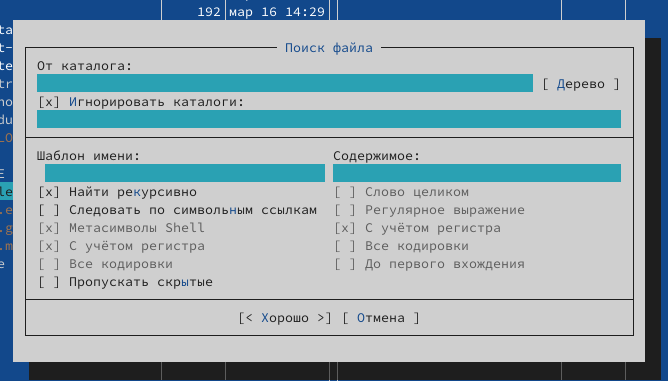 192 мар 16 14:29
Поиск файла
От каталога:
[ Дерево ]
[x] Игнорировать каталоги:
Шаблон имени:
Содержимое:
[x] Найти рекурсивно
[ ] Слово целиком
[ ] Следовать по символьным ссылкам
[ ] Регулярное выражение
[x] Метасимволы Shell
[x] С учётом регистра
[x] С учётом регистра
[ ] Все кодировки
[ ] Все кодировки
[ ] До первого вхождения
[ ] Пропускать скрытые
[< Хорошо >] [ Отмена ]